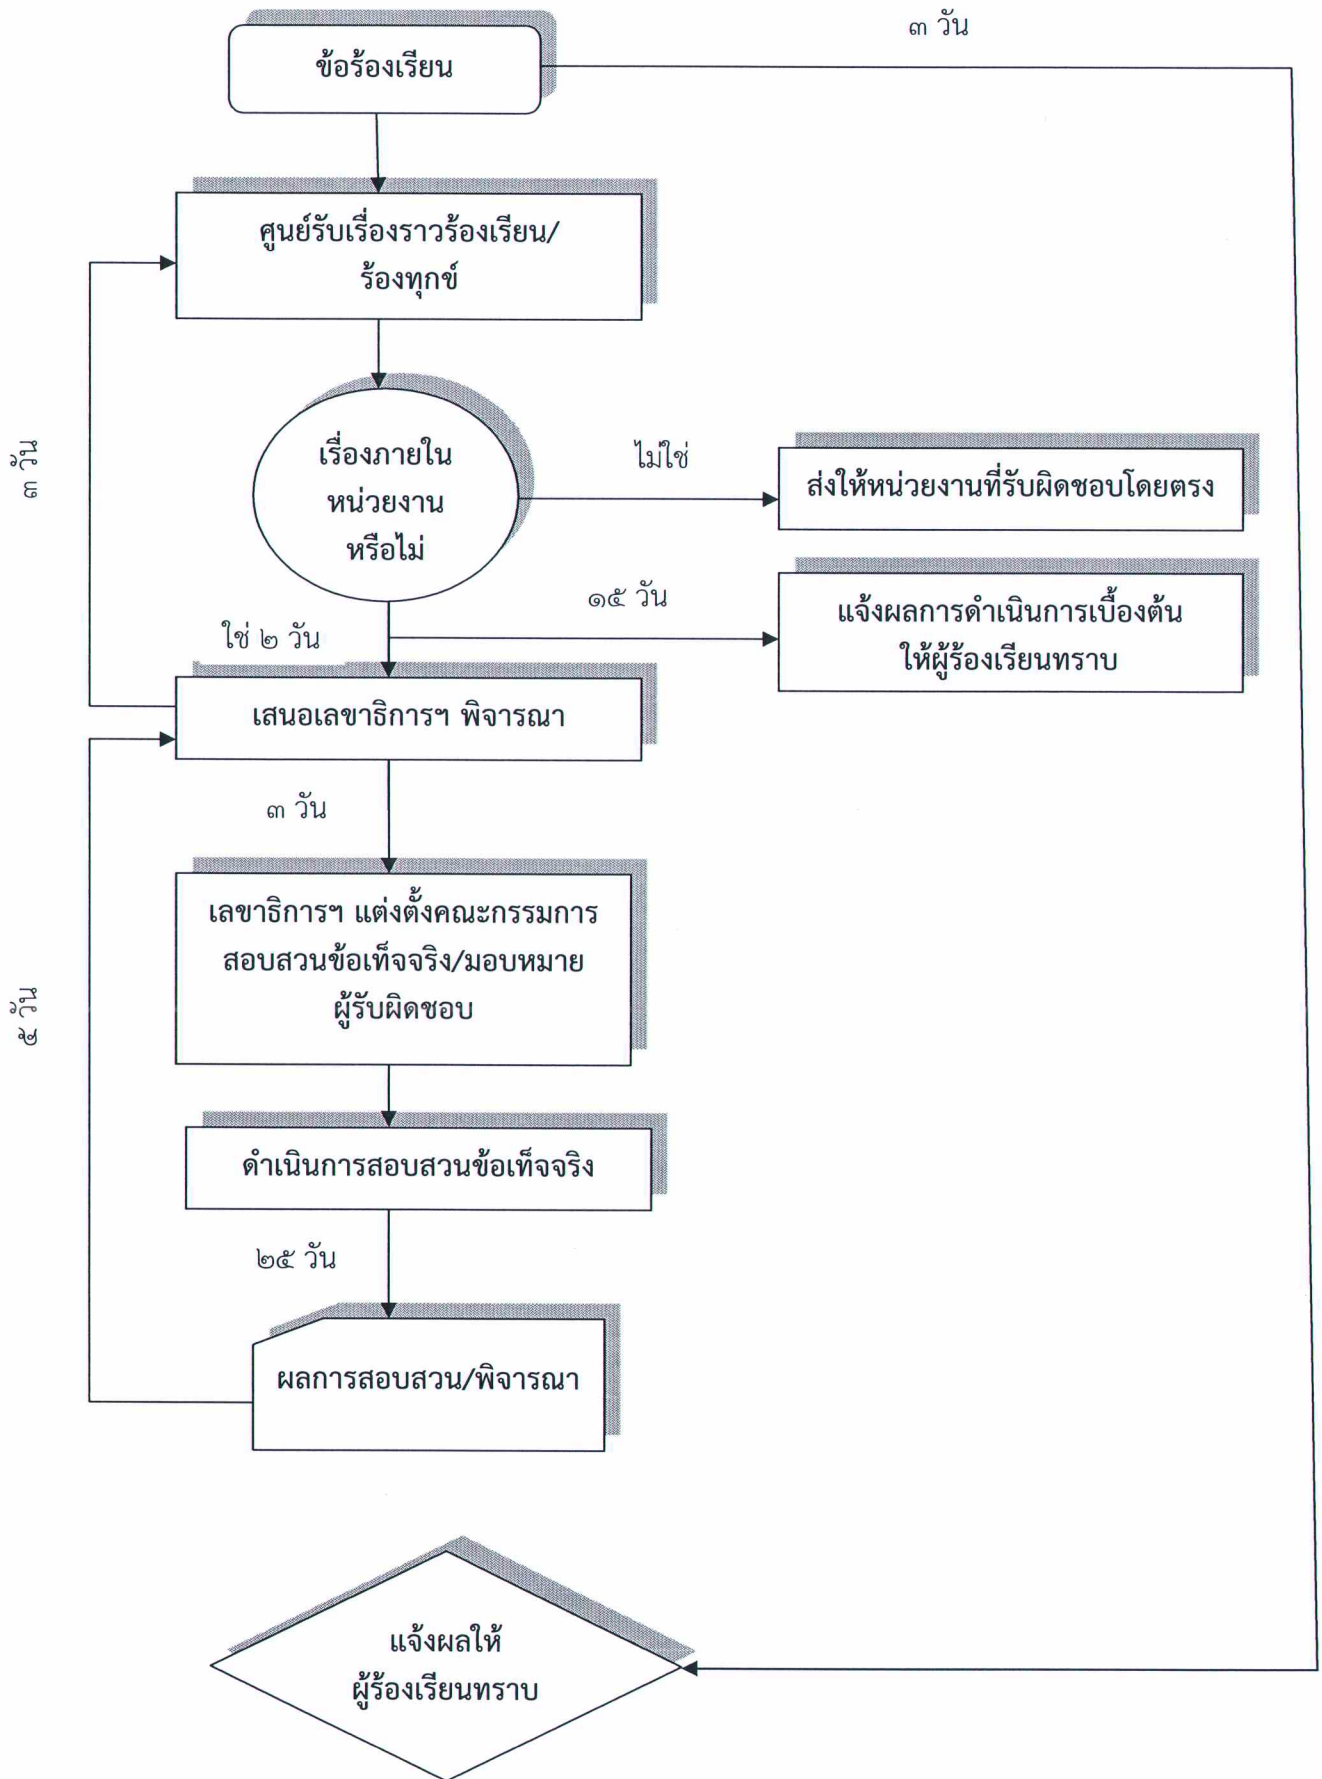 ๓ วัน
ข้อร้องเรียน
ศูนย์รับเรื่องราวร้องเรียน/
ร้องทุกข์
๓ วัน
เรื่องภายใน
หน่วยงาน
หรือไม่
ไม่ใช่
ส่งให้หน่วยงานที่รับผิดชอบโดยตรง
๑๕ วัน
แจ้งผลการดำเนินการเบื้องต้น
ให้ผู้ร้องเรียนทราบ
ใช่ ๒ วัน
เสนอเลขาธิการฯ พิจารณา
๓ วัน
เลขาธิการฯ แต่งตั้งคณะกรรมการ
สอบสวนข้อเท็จจริง/มอบหมาย
ผู้รับผิดชอบ
๕ วัน
ดำเนินการสอบสวนข้อเท็จจริง
๒๕ วัน
ผลการสอบสวน/พิจารณา
แจ้งผลให้
ผู้ร้องเรียนทราบ